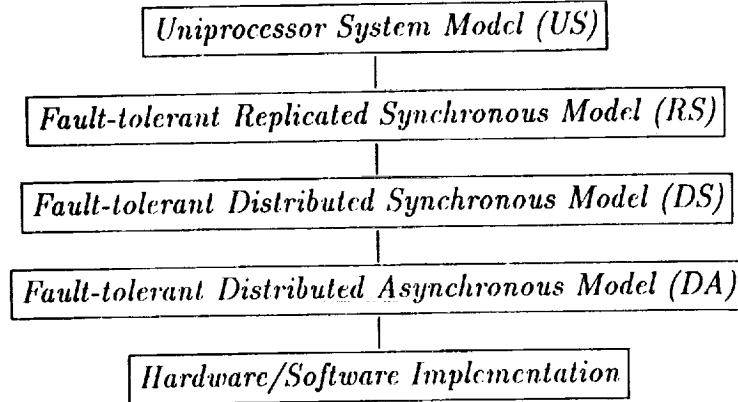 Uniprocessor System Model (US)
Fault-tolerant Replicated Synchronous Model (RS)
Fault-tolerant Distributed Synchronous Model (DS)
Fault-tolerant Distributed Asynchronous Model (DA)
Hardware/Software Implementation